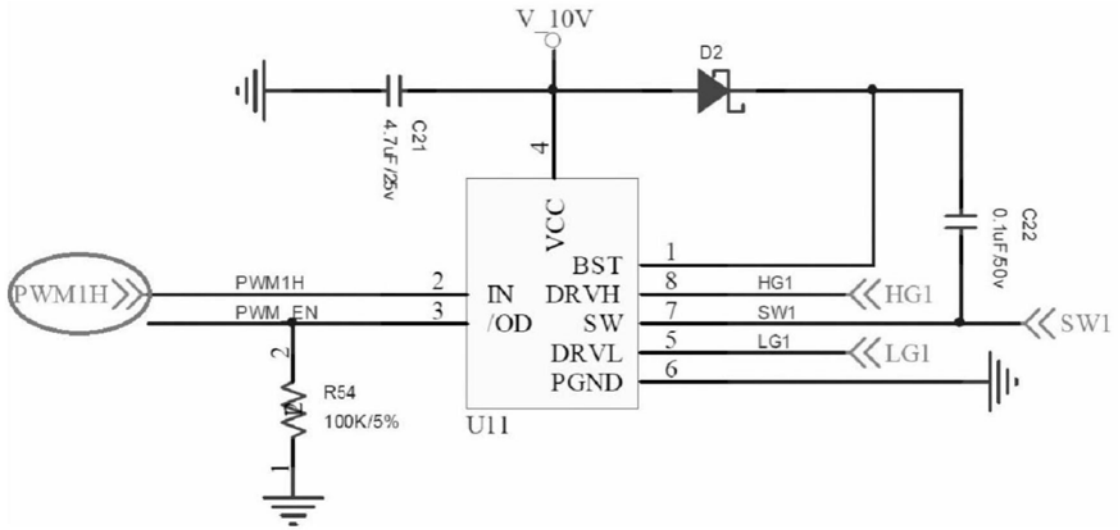 V_10V
D2
C21
4.7uF/25v
4
VCC
C22
0.1uF/50v
BST
1
PWM1H
PWM1H
2
IN
DRVH
8
HG1
HG1
PWM_EN
3
/OD
SW
7
SW1
SW1
DRVL
5
LG1
LG1
PGND
6
2
R54
100K/5%
1
U11